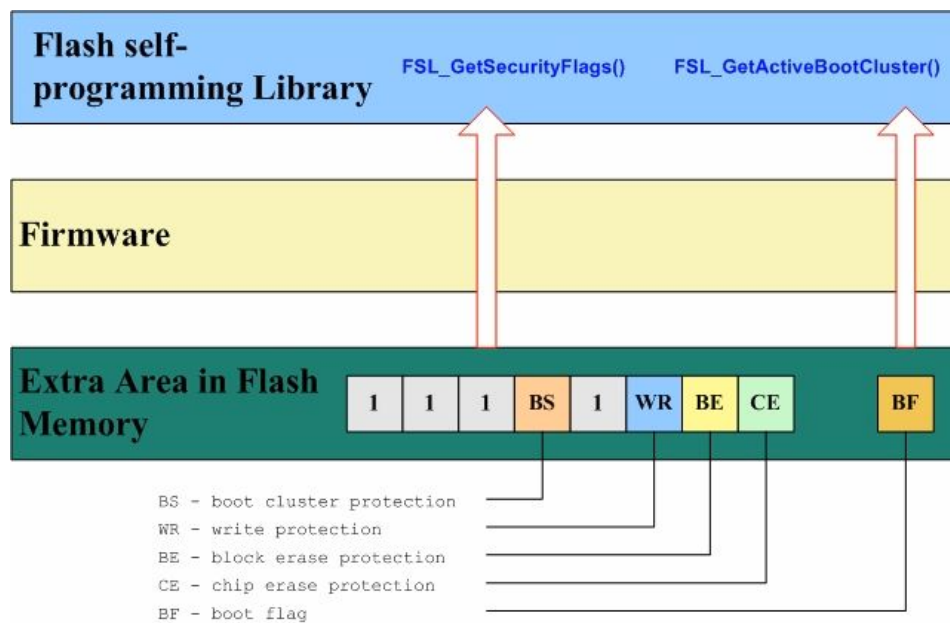 Flash self-
programming Library
FSL_GetSecurityFlags()
FSL_GetActiveBootCluster()
Firmware
Extra Area in Flash
Memory
1 1 1 BS 1 WR BE CE BF
BS - boot cluster protection
WR - write protection
BE - block erase protection
CE - chip erase protection
BF - boot flag